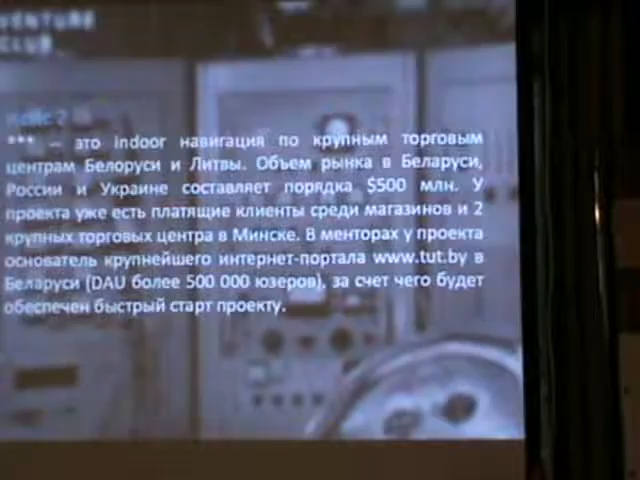 VENTURE
CLUB
*** – это indoor навигация по крупным торговым
центрам Белоруси и Литвы. Объем рынка в Беларуси,
России и Украине составляет порядка $500 млн. У
проекта уже есть платящие клиенты среди магазинов и 2
крупных торговых центра в Минске. В менторах у проекта
основатель крупнейшего интернет-портала www.tut.by в
Беларуси (DAU более 500 000 юзеров), за счет чего будет
обеспечен быстрый старт проекту.